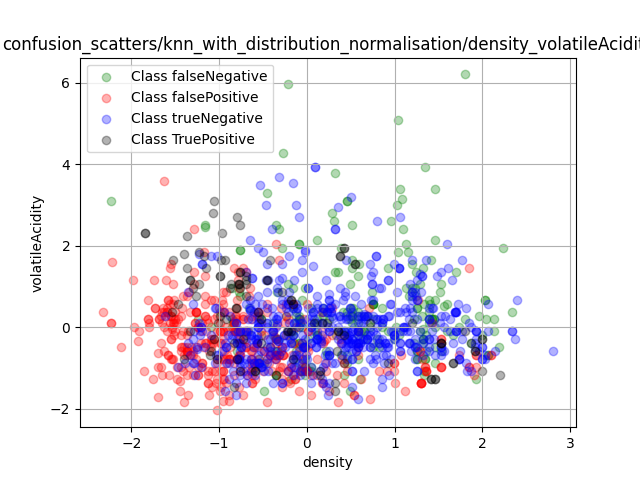 confusion_scatters/knn_with_distribution_normalisation/density_volatileAcidit
Class falseNegative
Class falsePositive
Class trueNegative
Class TruePositive
6
4
2
0
−2
volatileAcidity
−2
−1
0
1
2
3
density